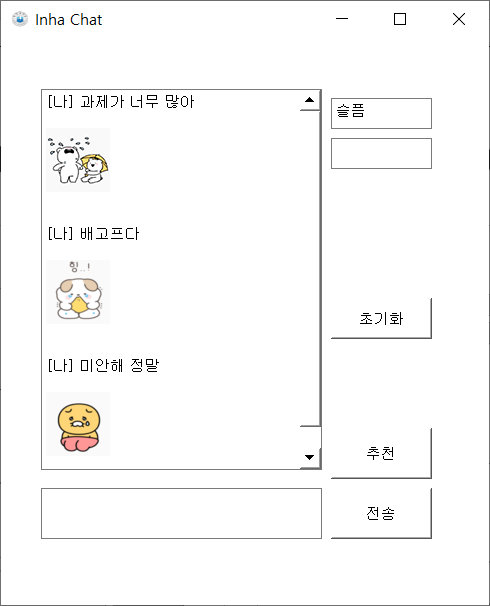 Inha Chat
[나] 과제가 너무 많아
슬픔
[나] 배고프다
힝..!
초기화
[나] 미안해 정말
추천
전송